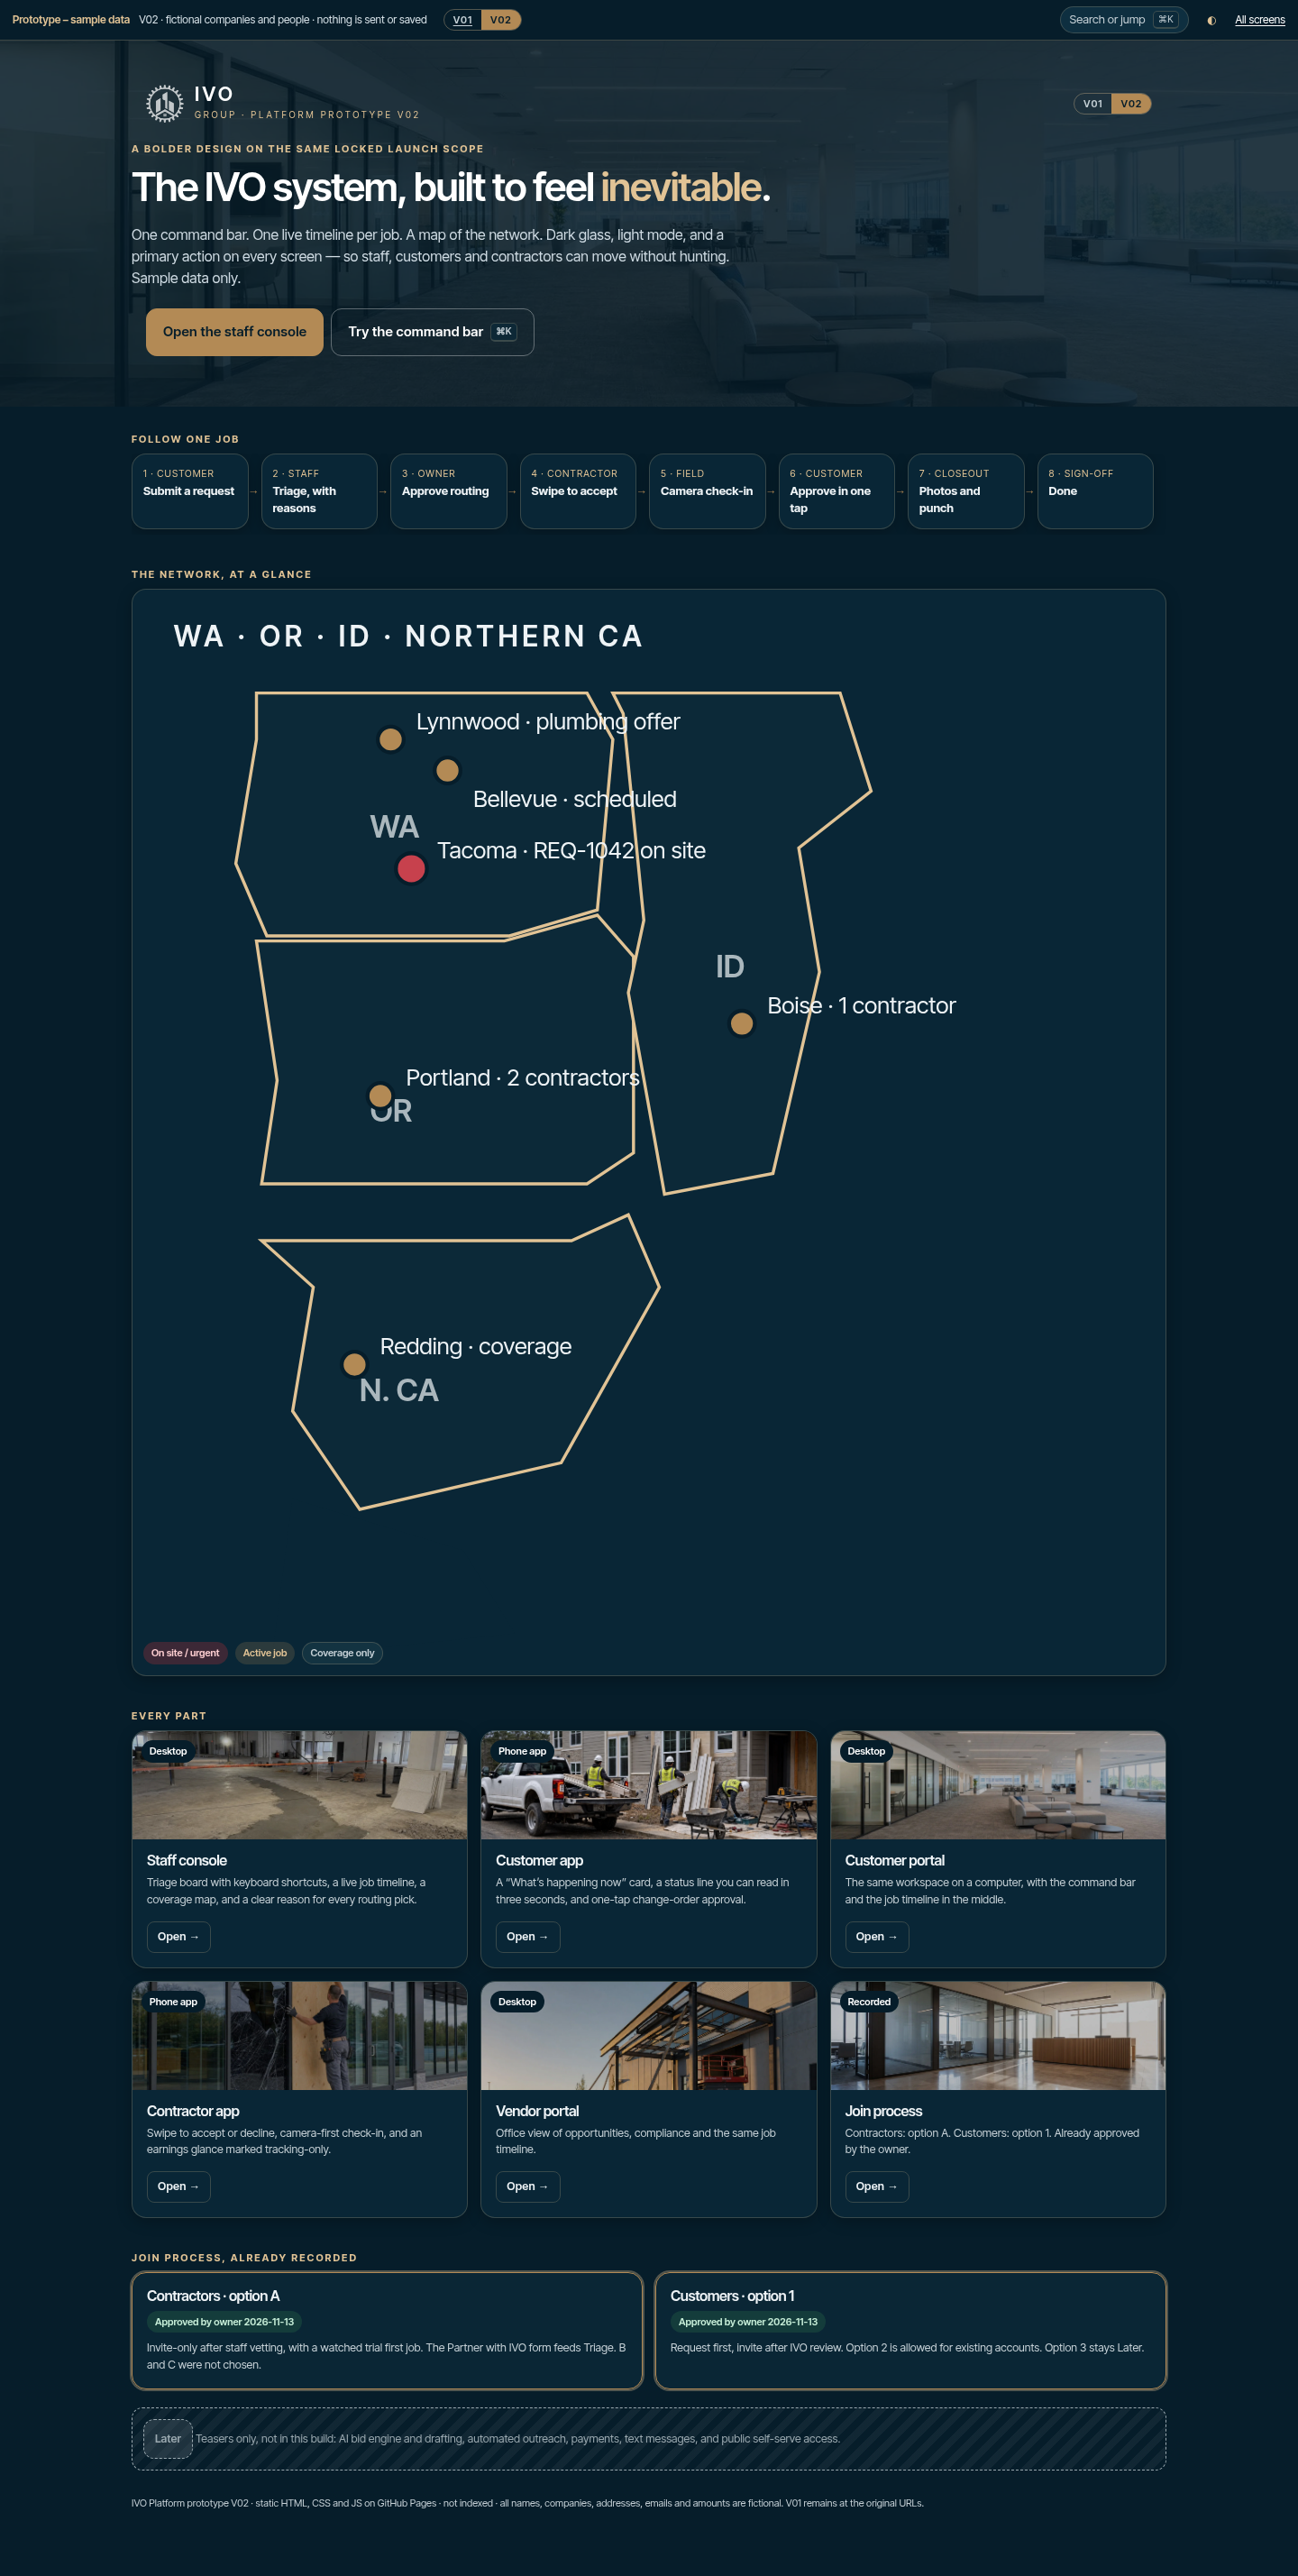 Prototype – sample data V02 · fictional companies and people · nothing is sent or saved V01 V02 Search or jump ⌘K All screens
IVO
GROUP · PLATFORM PROTOTYPE V02
V01 V02
A BOLDER DESIGN ON THE SAME LOCKED LAUNCH SCOPE
The IVO system, built to feel inevitable.
One command bar. One live timeline per job. A map of the network. Dark glass, light mode, and a
primary action on every screen — so staff, customers and contractors can move without hunting.
Sample data only.
Open the staff console Try the command bar ⌘K
FOLLOW ONE JOB
1 · CUSTOMER
Submit a request →
2 · STAFF
Triage, with
reasons →
3 · OWNER
Approve routing →
4 · CONTRACTOR
Swipe to accept →
5 · FIELD
Camera check-in →
6 · CUSTOMER
Approve in one
tap →
7 · CLOSEOUT
Photos and
punch →
8 · SIGN-OFF
Done
THE NETWORK, AT A GLANCE
WA · OR · ID · NORTHERN CA
Lynnwood · plumbing offer
Bellevue · scheduled
WA
Tacoma · REQ-1042 on site
ID
Boise · 1 contractor
Portland · 2 contractors
OR
Redding · coverage
N. CA
On site / urgent Active job Coverage only
EVERY PART
Desktop
Staff console
Triage board with keyboard shortcuts, a live job timeline, a
coverage map, and a clear reason for every routing pick.
Open →
Phone app
Customer app
A “What’s happening now” card, a status line you can read in
three seconds, and one-tap change-order approval.
Open →
Desktop
Customer portal
The same workspace on a computer, with the command bar
and the job timeline in the middle.
Open →
Phone app
Contractor app
Swipe to accept or decline, camera-first check-in, and an
earnings glance marked tracking-only.
Open →
Desktop
Vendor portal
Office view of opportunities, compliance and the same job
timeline.
Open →
Recorded
Join process
Contractors: option A. Customers: option 1. Already approved
by the owner.
Open →
JOIN PROCESS, ALREADY RECORDED
Contractors · option A
Approved by owner 2026-11-13
Invite-only after staff vetting, with a watched trial first job. The Partner with IVO form feeds Triage. B
and C were not chosen.
Customers · option 1
Approved by owner 2026-11-13
Request first, invite after IVO review. Option 2 is allowed for existing accounts. Option 3 stays Later.
Later Teasers only, not in this build: AI bid engine and drafting, automated outreach, payments, text messages, and public self-serve access.
IVO Platform prototype V02 · static HTML, CSS and JS on GitHub Pages · not indexed · all names, companies, addresses, emails and amounts are fictional. V01 remains at the original URLs.